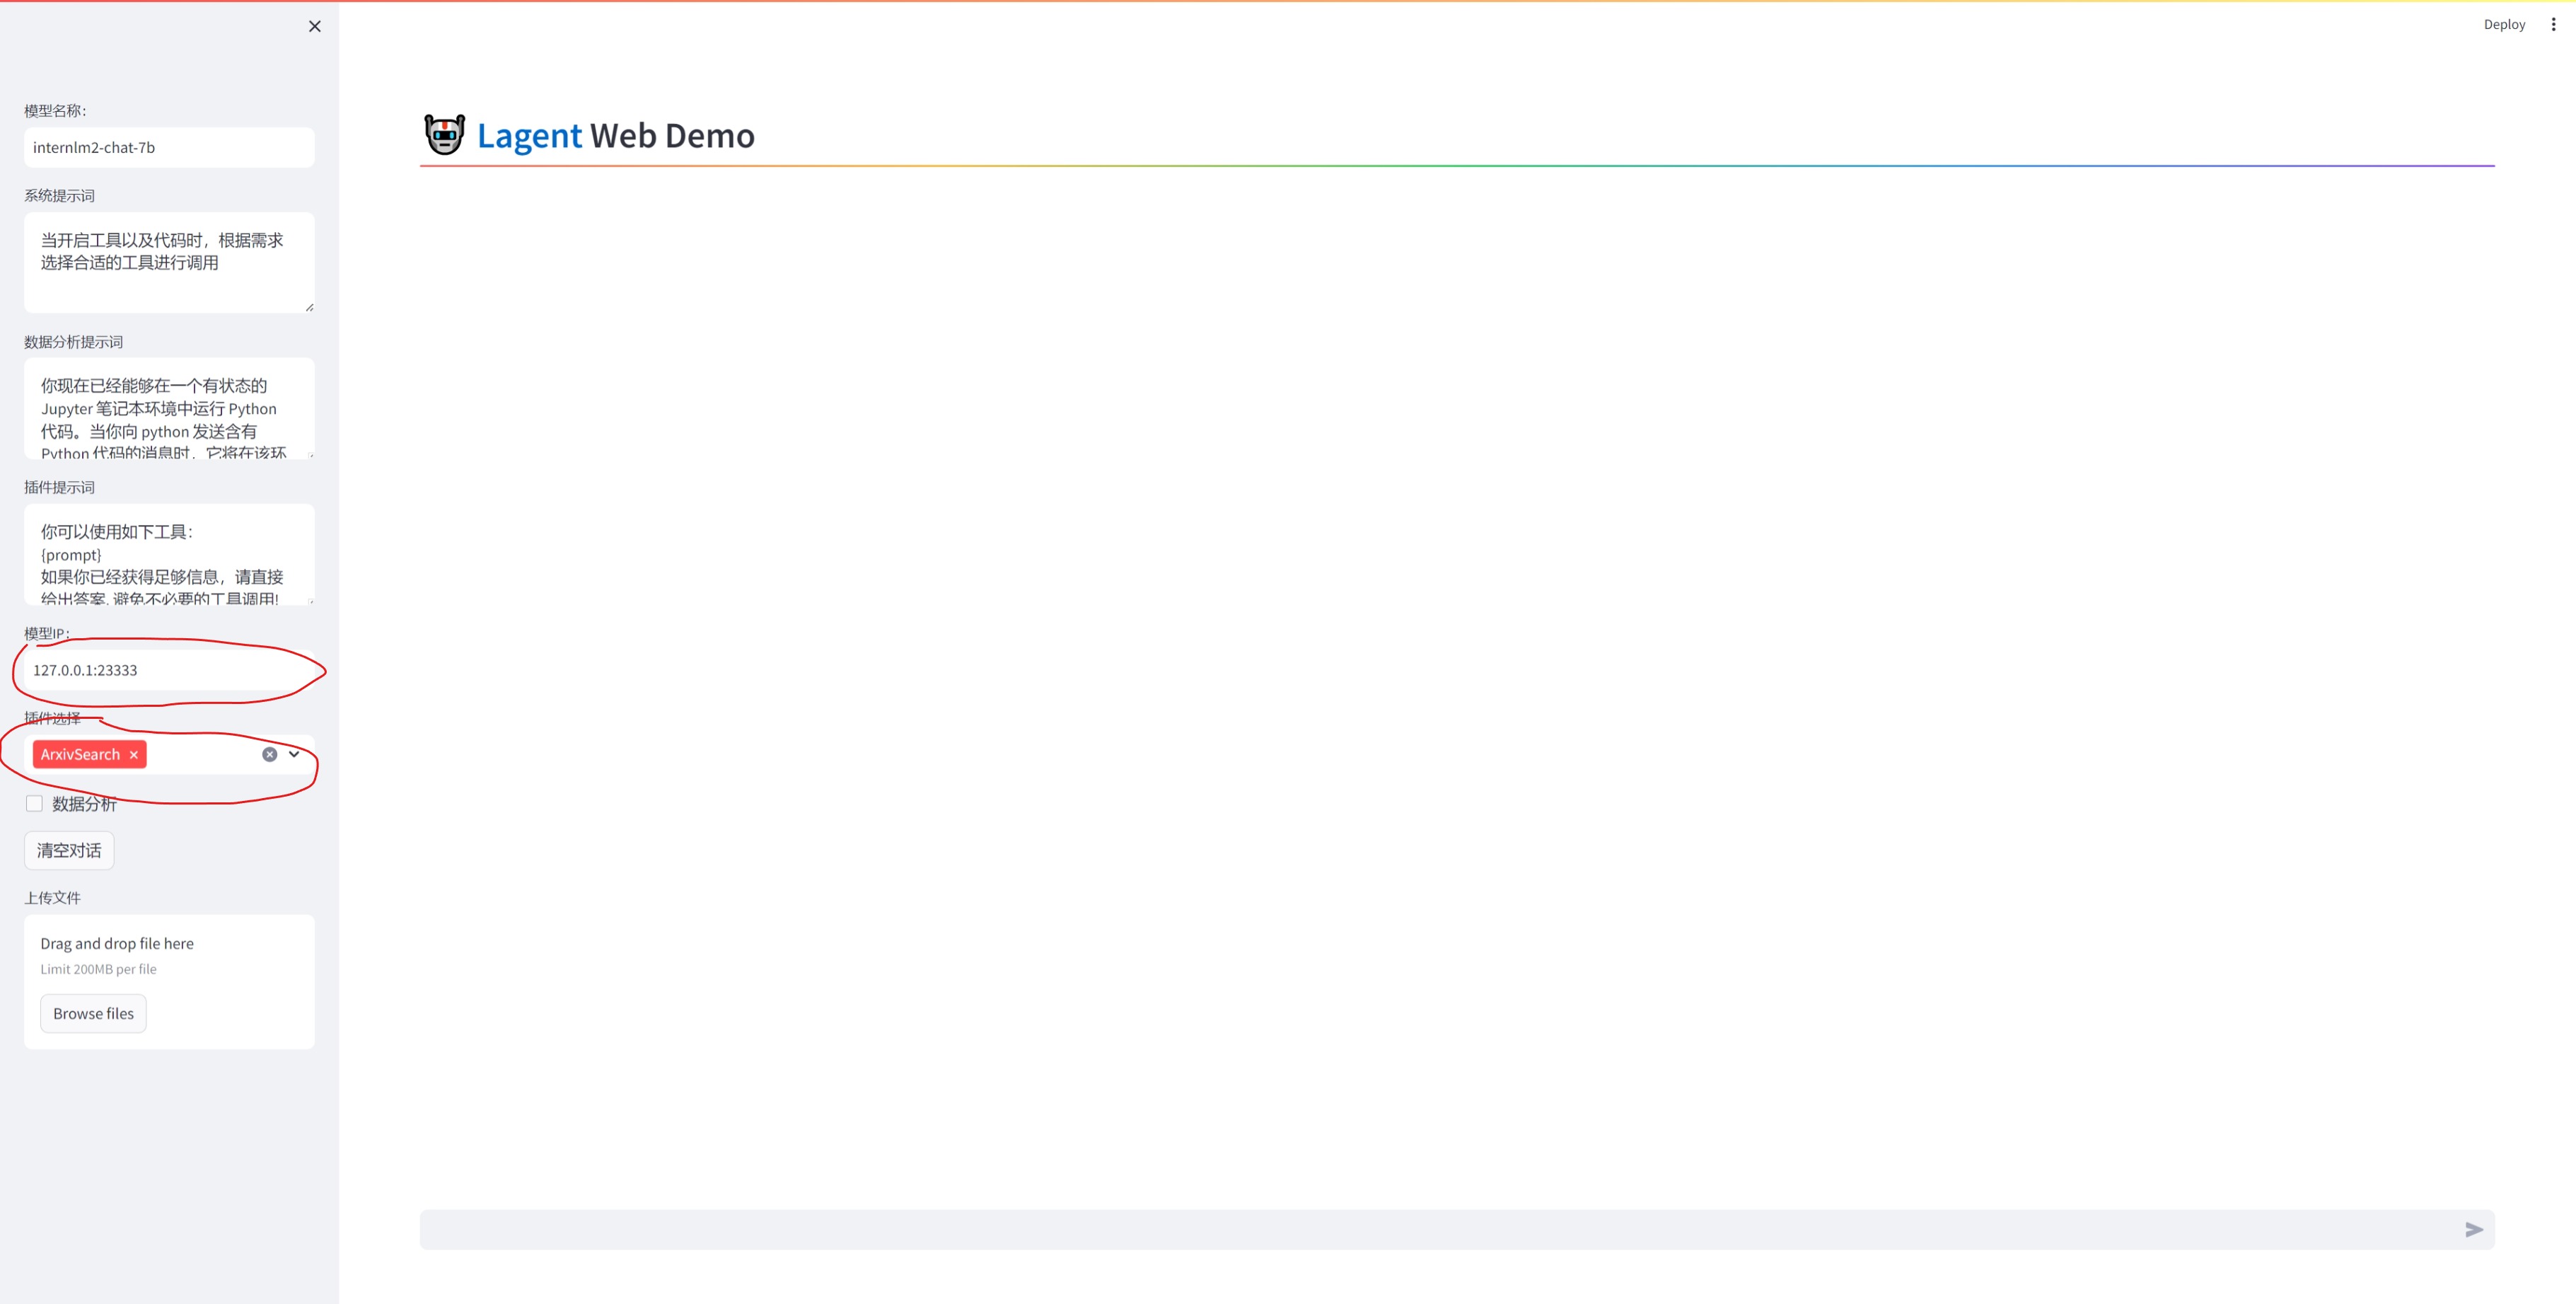 Deploy
模型名称：
internlm2-chat-7b
系统提示词
当开启工具以及代码时，根据需求
选择合适的工具进行调用
数据分析提示词
你现在已经能够在一个有状态的
Jupyter 笔记本环境中运行 Python
代码。当你向 python 发送含有
Python 代码的消息时，它将在该环
插件提示词
你可以使用如下工具：
{prompt}
如果你已经获得足够信息，请直接
给出答案. 避免不必要的工具调用!
模型IP：
127.0.0.1:23333
插件选择
ArxivSearch
数据分析
清空对话
上传文件
Drag and drop file here
Limit 200MB per file
Browse files
Lagent Web Demo